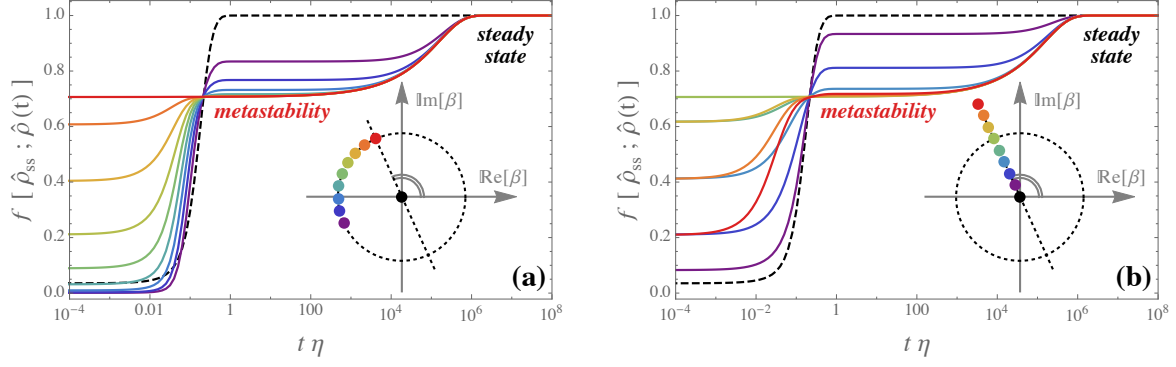 1.0
0.8
0.6
0.4
0.2
0.0
f [ ρ̂ss ; ρ̂ (t) ]
steady
state
metastability
𝕀m[β]
ℝe[β]
(a)
10⁻⁴ 0.01 1 100 10⁴ 10⁶ 10⁸
t η
1.0
0.8
0.6
0.4
0.2
0.0
f [ ρ̂ss ; ρ̂ (t) ]
steady
state
metastability
𝕀m[β]
ℝe[β]
(b)
10⁻⁴ 10⁻² 1 100 10⁴ 10⁶ 10⁸
t η